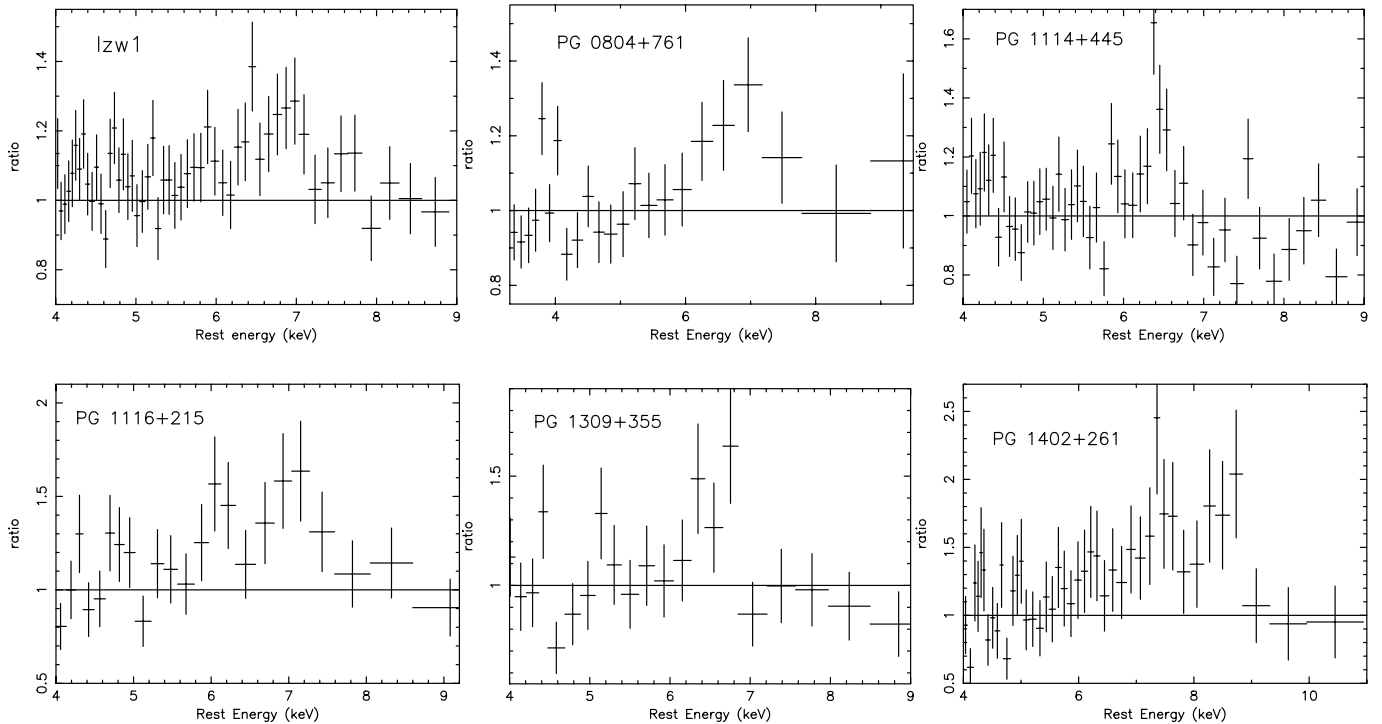 Izw1
ratio
1.4
1.2
1
0.8
4 5 6 7 8 9
Rest energy (keV)
PG 0804+761
ratio
1.4
1.2
1
0.8
4 6 8
Rest Energy (keV)
PG 1114+445
ratio
1.6
1.4
1.2
1
0.8
4 5 6 7 8 9
Rest Energy (keV)
PG 1116+215
ratio
2
1.5
1
0.5
4 5 6 7 8 9
Rest Energy (keV)
PG 1309+355
ratio
1.5
1
4 5 6 7 8 9
Rest Energy (keV)
PG 1402+261
ratio
2.5
2
1.5
1
0.5
4 6 8 10
Rest Energy (keV)